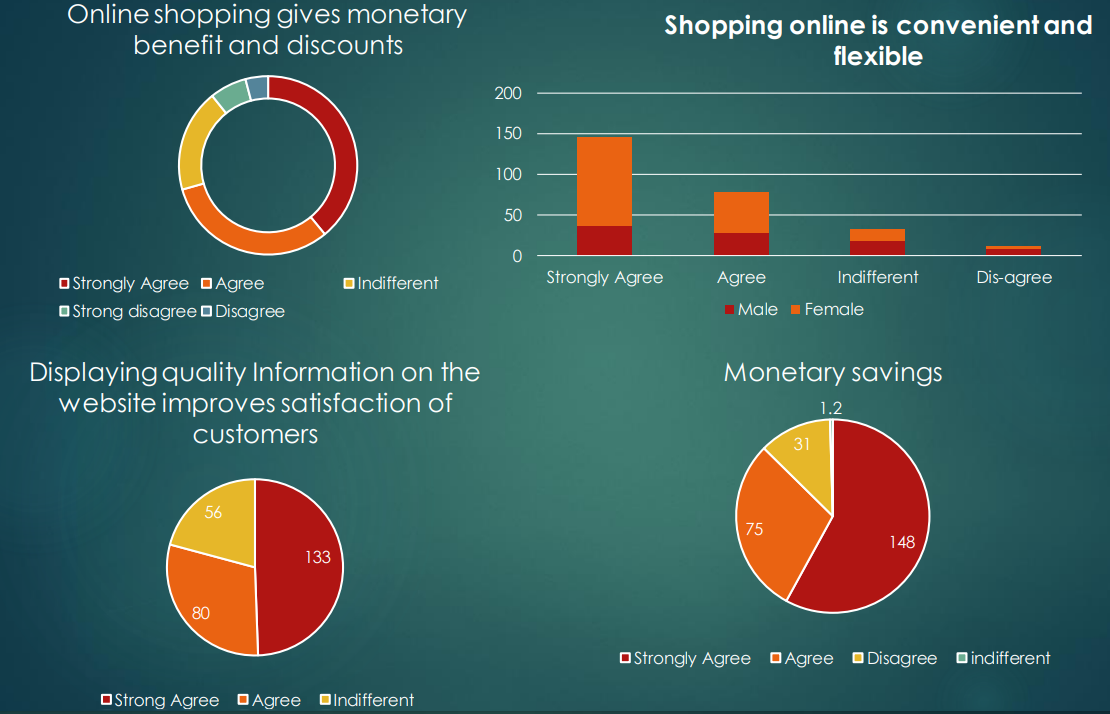 Online shopping gives monetary
benefit and discounts
Strongly Agree Agree Indifferent
Strong disagree Disagree
Shopping online is convenient and
flexible
200
150
100
50
0
Strongly Agree Agree Indifferent Dis-agree
Male Female
Displaying quality Information on the
website improves satisfaction of
customers
56
133
80
Strong Agree Agree Indifferent
Monetary savings
1.2
31
75
148
Strongly Agree Agree Disagree indifferent